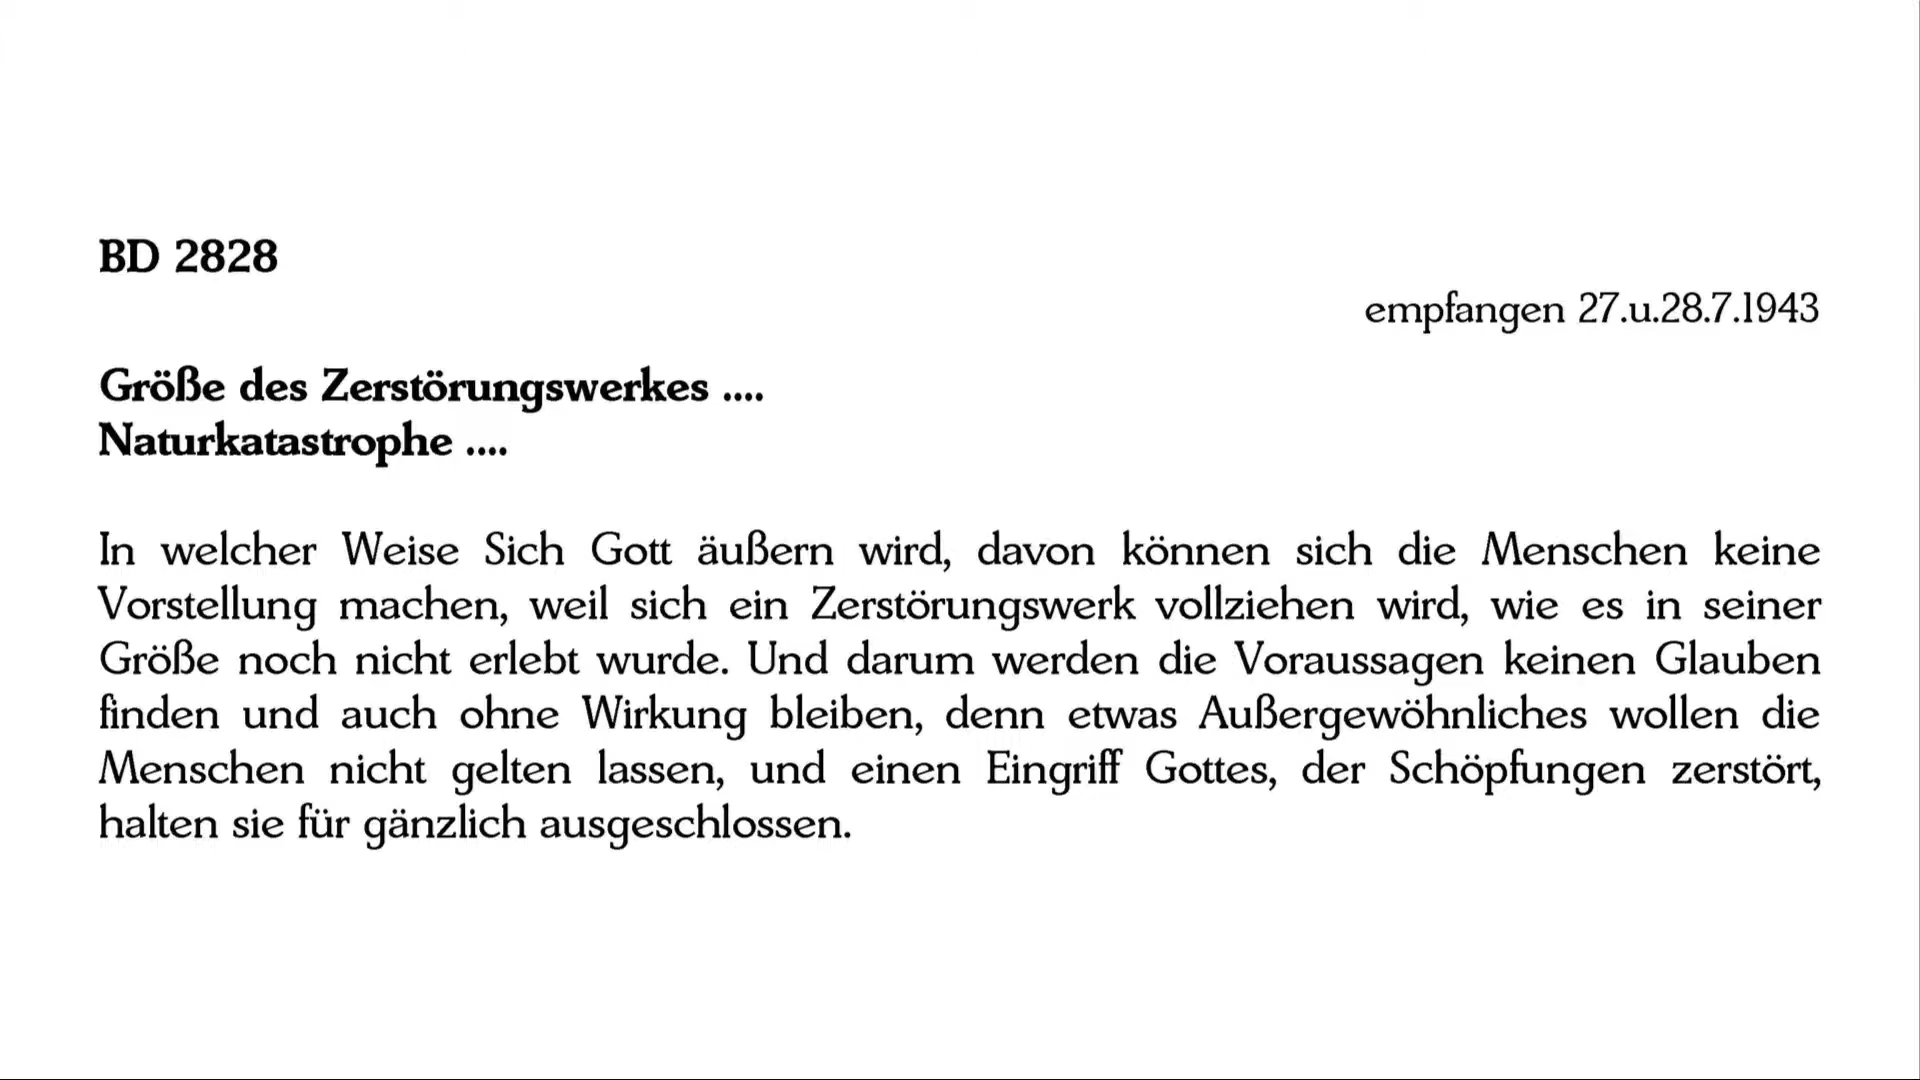 BD 2828
empfangen 27.u.28.7.1943
Größe des Zerstörungswerkes ....
Naturkatastrophe ....
In welcher Weise Sich Gott äußern wird, davon können sich die Menschen keine
Vorstellung machen, weil sich ein Zerstörungswerk vollziehen wird, wie es in seiner
Größe noch nicht erlebt wurde. Und darum werden die Voraussagen keinen Glauben
finden und auch ohne Wirkung bleiben, denn etwas Außergewöhnliches wollen die
Menschen nicht gelten lassen, und einen Eingriff Gottes, der Schöpfungen zerstört,
halten sie für gänzlich ausgeschlossen.